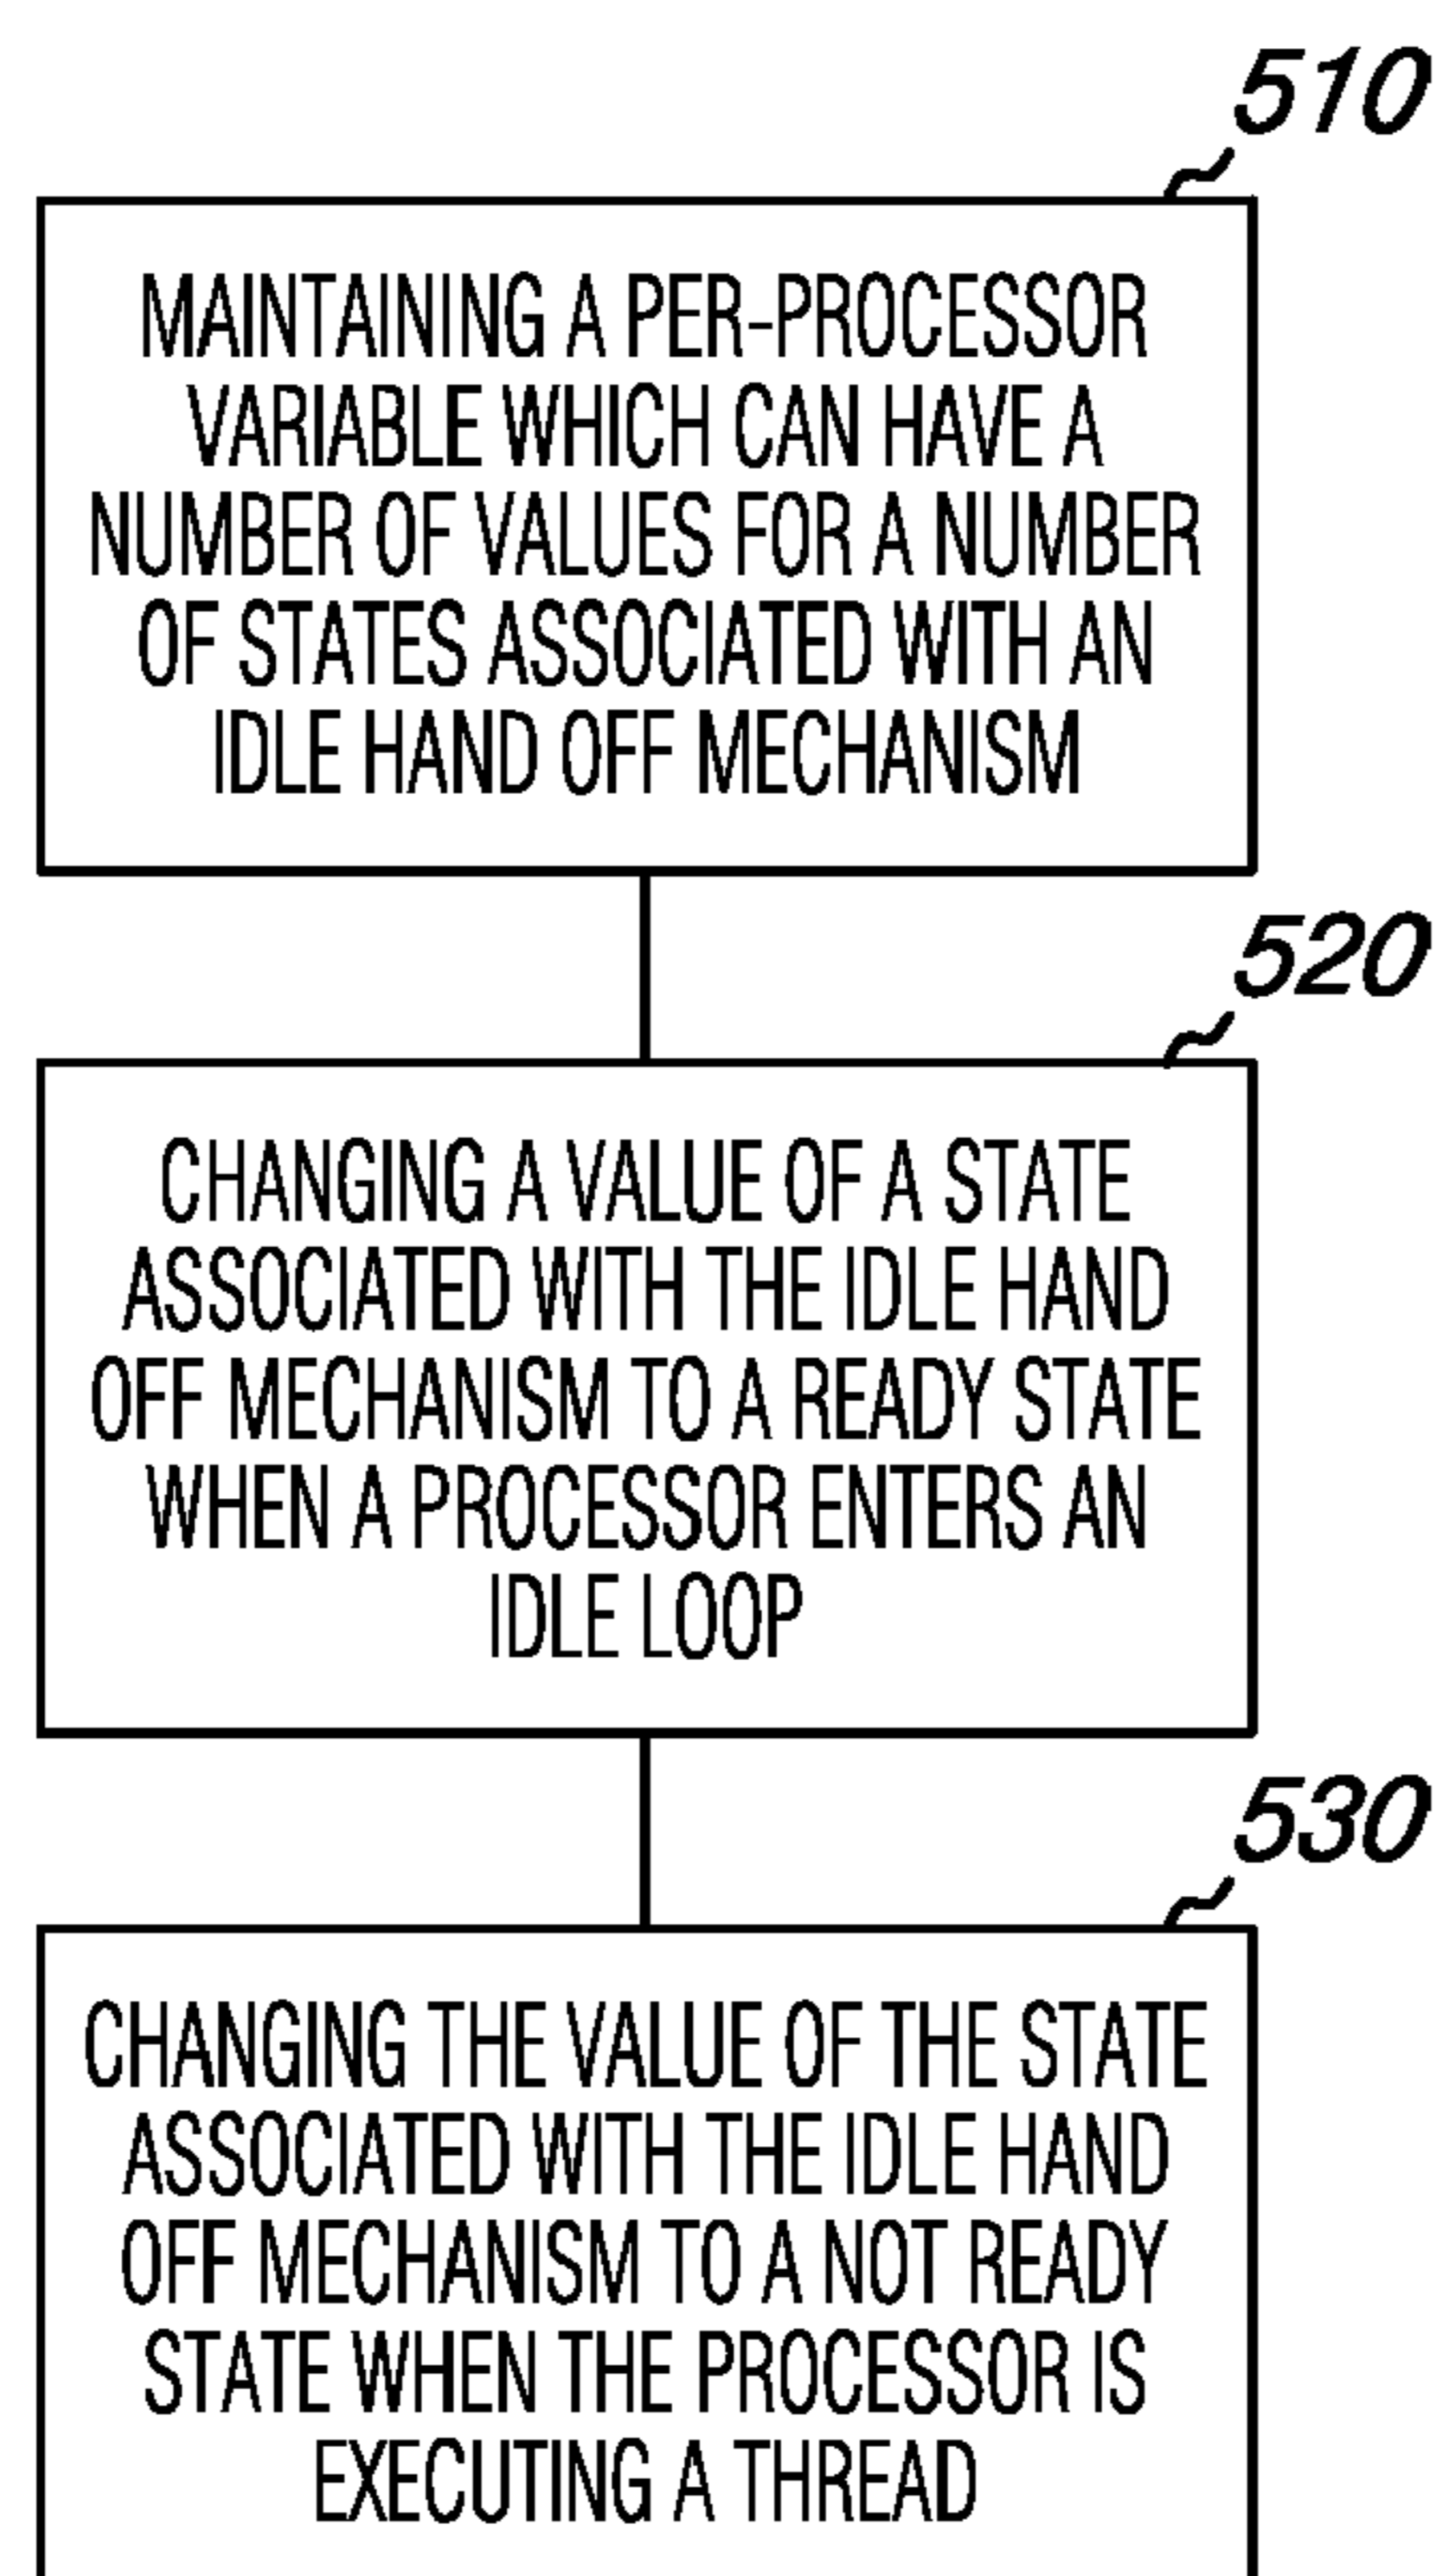 510
MAINTAINING A PER-PROCESSOR
VARIABLE WHICH CAN HAVE A
NUMBER OF VALUES FOR A NUMBER
OF STATES ASSOCIATED WITH AN
IDLE HAND OFF MECHANISM
520
CHANGING A VALUE OF A STATE
ASSOCIATED WITH THE IDLE HAND
OFF MECHANISM TO A READY STATE
WHEN A PROCESSOR ENTERS AN
IDLE LOOP
530
CHANGING THE VALUE OF THE STATE
ASSOCIATED WITH THE IDLE HAND
OFF MECHANISM TO A NOT READY
STATE WHEN THE PROCESSOR IS
EXECUTING A THREAD